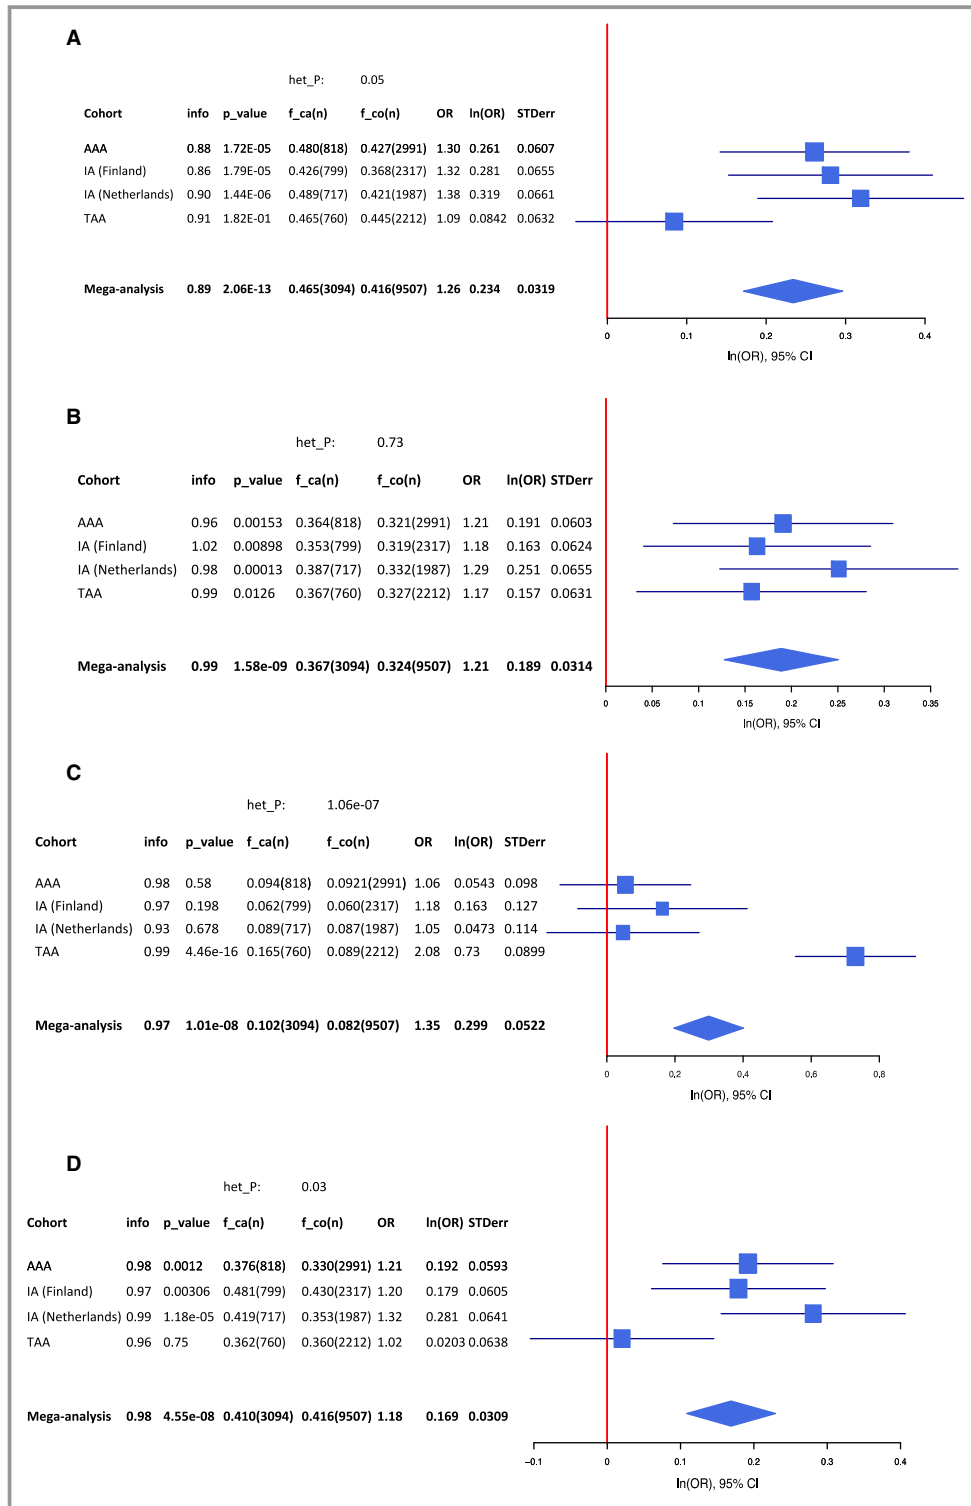 A
het_P: 0.05
Cohort info p_value f_ca(n) f_co(n) OR ln(OR) STDerr
AAA 0.88 1.72E-05 0.480(818) 0.427(2991) 1.30 0.261 0.0607
IA (Finland) 0.86 1.79E-05 0.426(799) 0.368(2317) 1.32 0.281 0.0655
IA (Netherlands) 0.90 1.44E-06 0.489(717) 0.421(1987) 1.38 0.319 0.0661
TAA 0.91 1.82E-01 0.465(760) 0.445(2212) 1.09 0.0842 0.0632
Mega-analysis 0.89 2.06E-13 0.465(3094) 0.416(9507) 1.26 0.234 0.0319
0 0.1 0.2 0.3 0.4
ln(OR), 95% CI
B
het_P: 0.73
Cohort info p_value f_ca(n) f_co(n) OR ln(OR) STDerr
AAA 0.96 0.00153 0.364(818) 0.321(2991) 1.21 0.191 0.0603
IA (Finland) 1.02 0.00898 0.353(799) 0.319(2317) 1.18 0.163 0.0624
IA (Netherlands) 0.98 0.00013 0.387(717) 0.332(1987) 1.29 0.251 0.0655
TAA 0.99 0.0126 0.367(760) 0.327(2212) 1.17 0.157 0.0631
Mega-analysis 0.99 1.58e-09 0.367(3094) 0.324(9507) 1.21 0.189 0.0314
0 0.05 0.1 0.15 0.2 0.25 0.3 0.35
ln(OR), 95% CI
C
het_P: 1.06e-07
Cohort info p_value f_ca(n) f_co(n) OR ln(OR) STDerr
AAA 0.98 0.58 0.094(818) 0.0921(2991) 1.06 0.0543 0.098
IA (Finland) 0.97 0.198 0.062(799) 0.060(2317) 1.18 0.163 0.127
IA (Netherlands) 0.93 0.678 0.089(717) 0.087(1987) 1.05 0.0473 0.114
TAA 0.99 4.46e-16 0.165(760) 0.089(2212) 2.08 0.73 0.0899
Mega-analysis 0.97 1.01e-08 0.102(3094) 0.082(9507) 1.35 0.299 0.0522
0 0.2 0.4 0.6 0.8
ln(OR), 95% CI
D
het_P: 0.03
Cohort info p_value f_ca(n) f_co(n) OR ln(OR) STDerr
AAA 0.98 0.0012 0.376(818) 0.330(2991) 1.21 0.192 0.0593
IA (Finland) 0.97 0.00306 0.481(799) 0.430(2317) 1.20 0.179 0.0605
IA (Netherlands) 0.99 1.18e-05 0.419(717) 0.353(1987) 1.32 0.281 0.0641
TAA 0.96 0.75 0.362(760) 0.360(2212) 1.02 0.0203 0.0638
Mega-analysis 0.98 4.55e-08 0.410(3094) 0.416(9507) 1.18 0.169 0.0309
−0.1 0 0.1 0.2 0.3 0.4
ln(OR), 95% CI